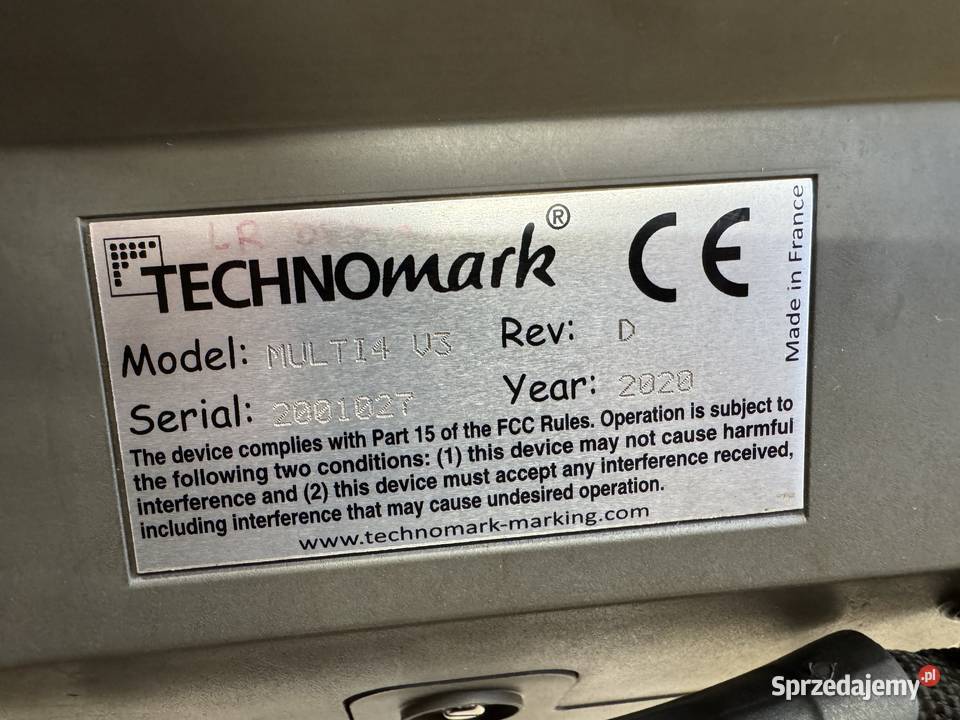 TECHNOmark®
CE
Made in France
Model: MULTI4 V3
Rev: D
Serial: 2001027
Year: 2020
The device complies with Part 15 of the FCC Rules. Operation is subject to
the following two conditions: (1) this device may not cause harmful
interference and (2) this device must accept any interference received,
including interference that may cause undesired operation.
www.technomark-marking.com
Sprzedajemy.pl